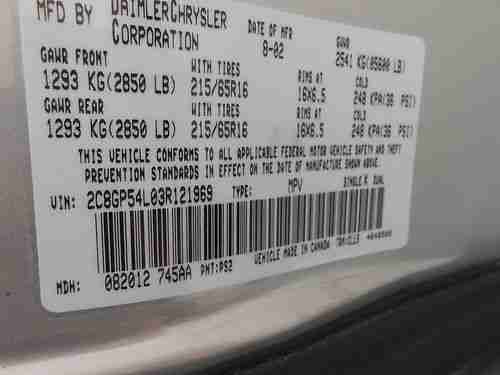 MFD BY DAIMLERCHRYSLER CORPORATION DATE OF MFR 8-02 GVWR 2541 KG(05600 LB)
GAWR FRONT WITH TIRES RIMS AT COLD
1293 KG(2850 LB) 215/65R16 16X6.5 248 KPA(36 PSI)
GAWR REAR WITH TIRES RIMS AT COLD
1293 KG(2850 LB) 215/65R16 16X6.5 248 KPA(36 PSI)
THIS VEHICLE CONFORMS TO ALL APPLICABLE FEDERAL MOTOR VEHICLE SAFETY AND THEFT
PREVENTION STANDARDS IN EFFECT ON THE DATE OF MANUFACTURE SHOWN ABOVE.
VIN: 2C8GP54L03R121969 TYPE: MPV SINGLE X DUAL
MDH: 082012 745AA PNT:PS2 VEHICLE MADE IN CANADA